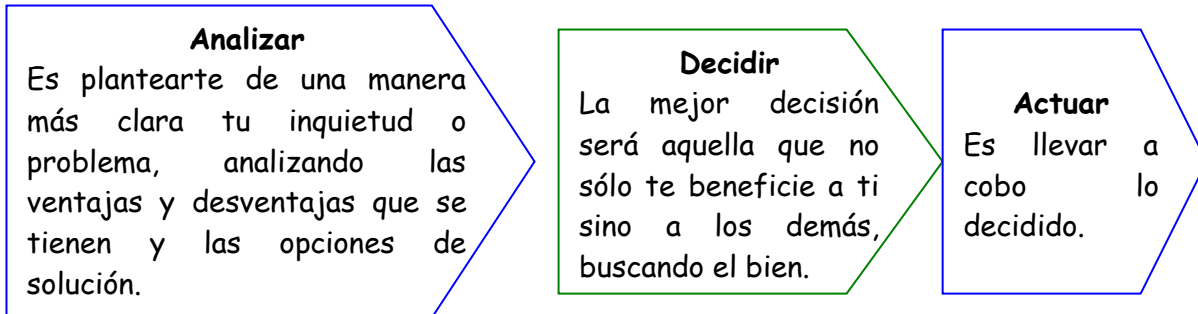 Analizar
Es plantearte de una manera
más clara tu inquietud o
problema, analizando las
ventajas y desventajas que se
tienen y las opciones de
solución.
Decidir
La mejor decisión
será aquella que no
sólo te beneficie a ti
sino a los demás,
buscando el bien.
Actuar
Es llevar a
cobo lo
decidido.